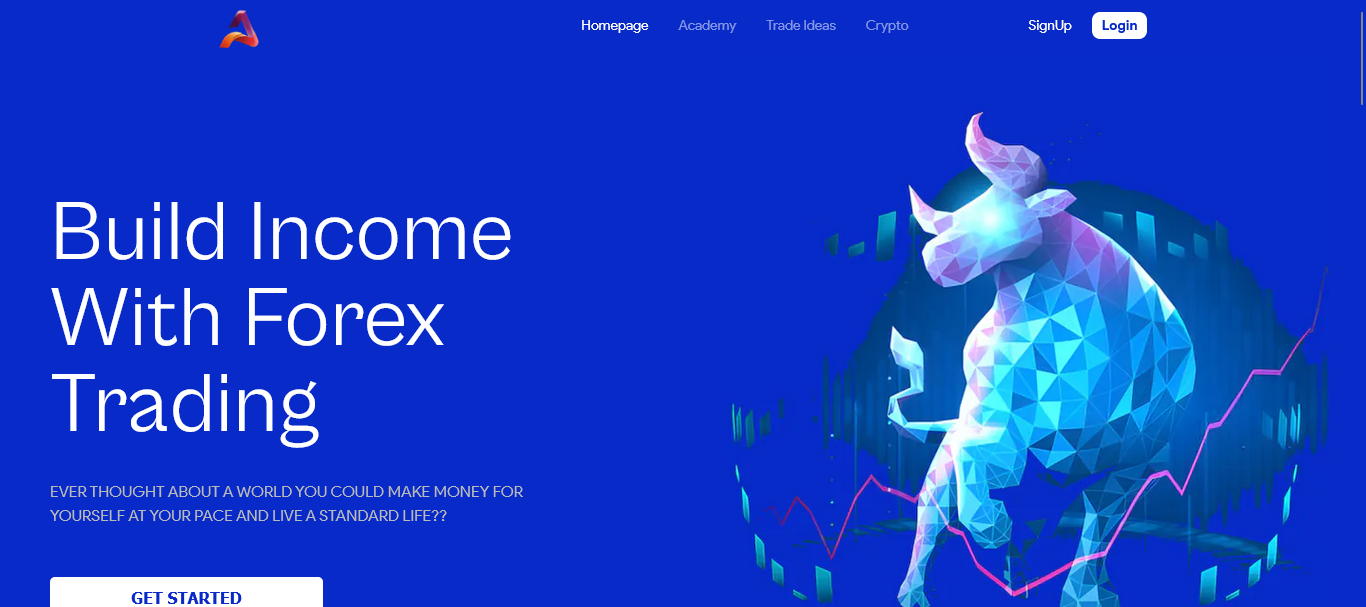 Homepage Academy Trade Ideas Crypto SignUp Login
Build Income
With Forex
Trading
EVER THOUGHT ABOUT A WORLD YOU COULD MAKE MONEY FOR
YOURSELF AT YOUR PACE AND LIVE A STANDARD LIFE??
GET STARTED